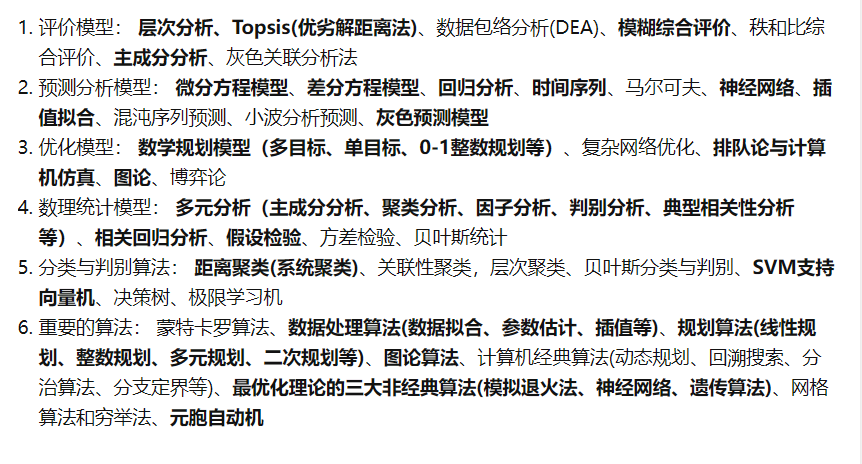 1. 评价模型： 层次分析、Topsis(优劣解距离法)、数据包络分析(DEA)、模糊综合评价、秩和比综
合评价、主成分分析、灰色关联分析法
2. 预测分析模型： 微分方程模型、差分方程模型、回归分析、时间序列、马尔可夫、神经网络、插
值拟合、混沌序列预测、小波分析预测、灰色预测模型
3. 优化模型： 数学规划模型（多目标、单目标、0-1整数规划等）、复杂网络优化、排队论与计算
机仿真、图论、博弈论
4. 数理统计模型： 多元分析（主成分分析、聚类分析、因子分析、判别分析、典型相关性分析
等）、相关回归分析、假设检验、方差检验、贝叶斯统计
5. 分类与判别算法： 距离聚类(系统聚类)、关联性聚类，层次聚类、贝叶斯分类与判别、SVM支持
向量机、决策树、极限学习机
6. 重要的算法： 蒙特卡罗算法、数据处理算法(数据拟合、参数估计、插值等)、规划算法(线性规
划、整数规划、多元规划、二次规划等)、图论算法、计算机经典算法(动态规划、回溯搜索、分
治算法、分支定界等)、最优化理论的三大非经典算法(模拟退火法、神经网络、遗传算法)、网格
算法和穷举法、元胞自动机